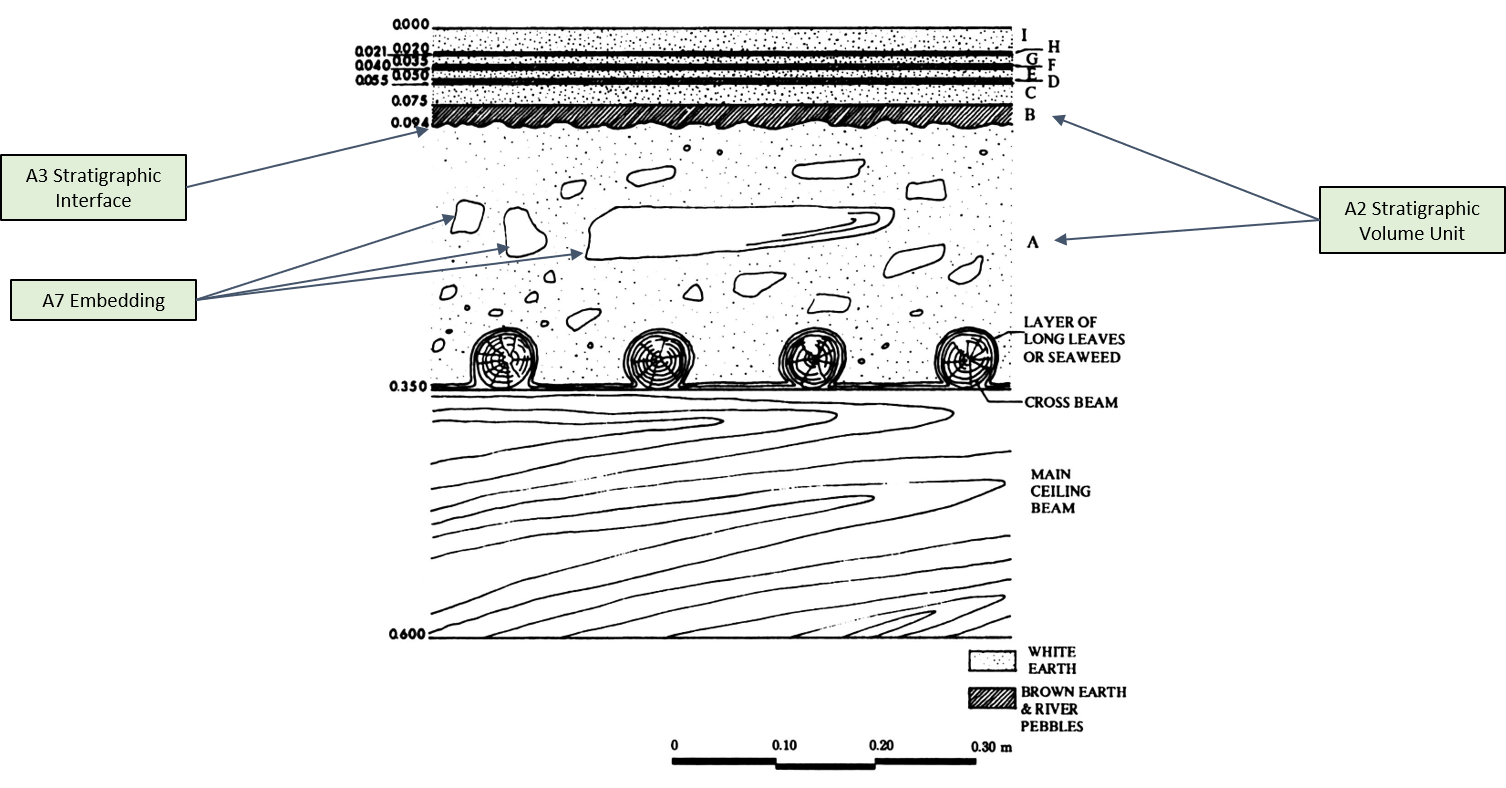 0.000
I
0.021 0.020
H
0.035
G
0.040
F
0.050
E
0.055
D
C
0.075
B
0.094
A3 Stratigraphic
Interface
A2 Stratigraphic
Volume Unit
A
A7 Embedding
LAYER OF
LONG LEAVES
OR SEAWEED
0.350
CROSS BEAM
MAIN
CEILING
BEAM
0.600
WHITE
EARTH
BROWN EARTH
& RIVER
PEBBLES
0 0.10 0.20 0.30 m